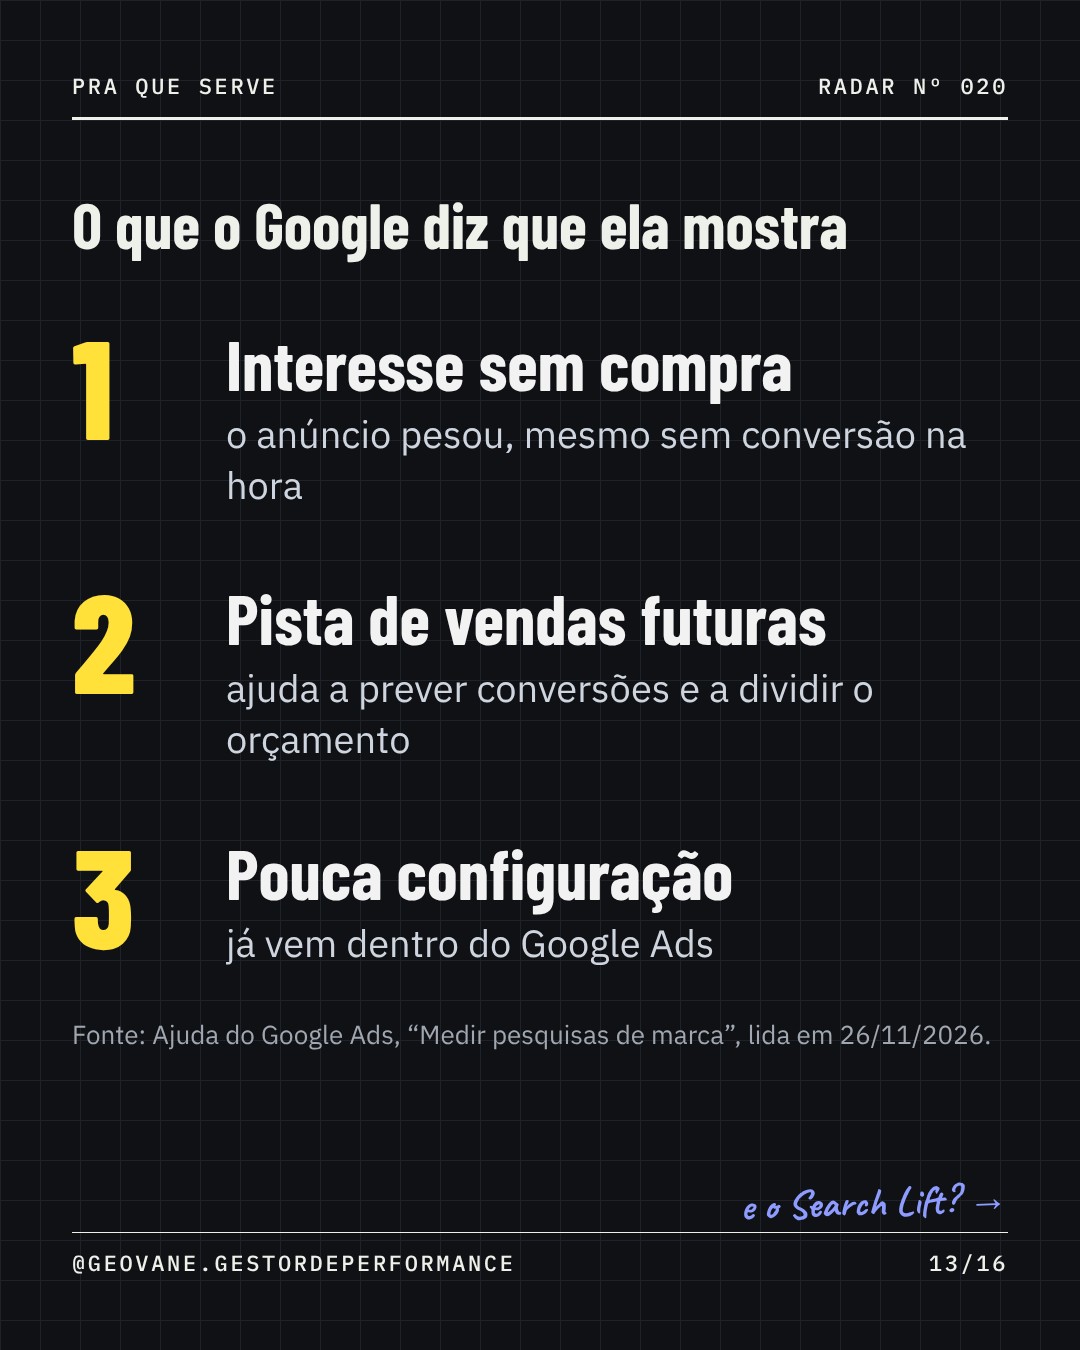 PRA QUE SERVE
RADAR Nº 020
O que o Google diz que ela mostra
1
Interesse sem compra
o anúncio pesou, mesmo sem conversão na
hora
2
Pista de vendas futuras
ajuda a prever conversões e a dividir o
orçamento
3
Pouca configuração
já vem dentro do Google Ads
Fonte: Ajuda do Google Ads, “Medir pesquisas de marca”, lida em 26/11/2026.
e o Search Lift? →
@GEOVANE.GESTORDEPERFORMANCE
13/16